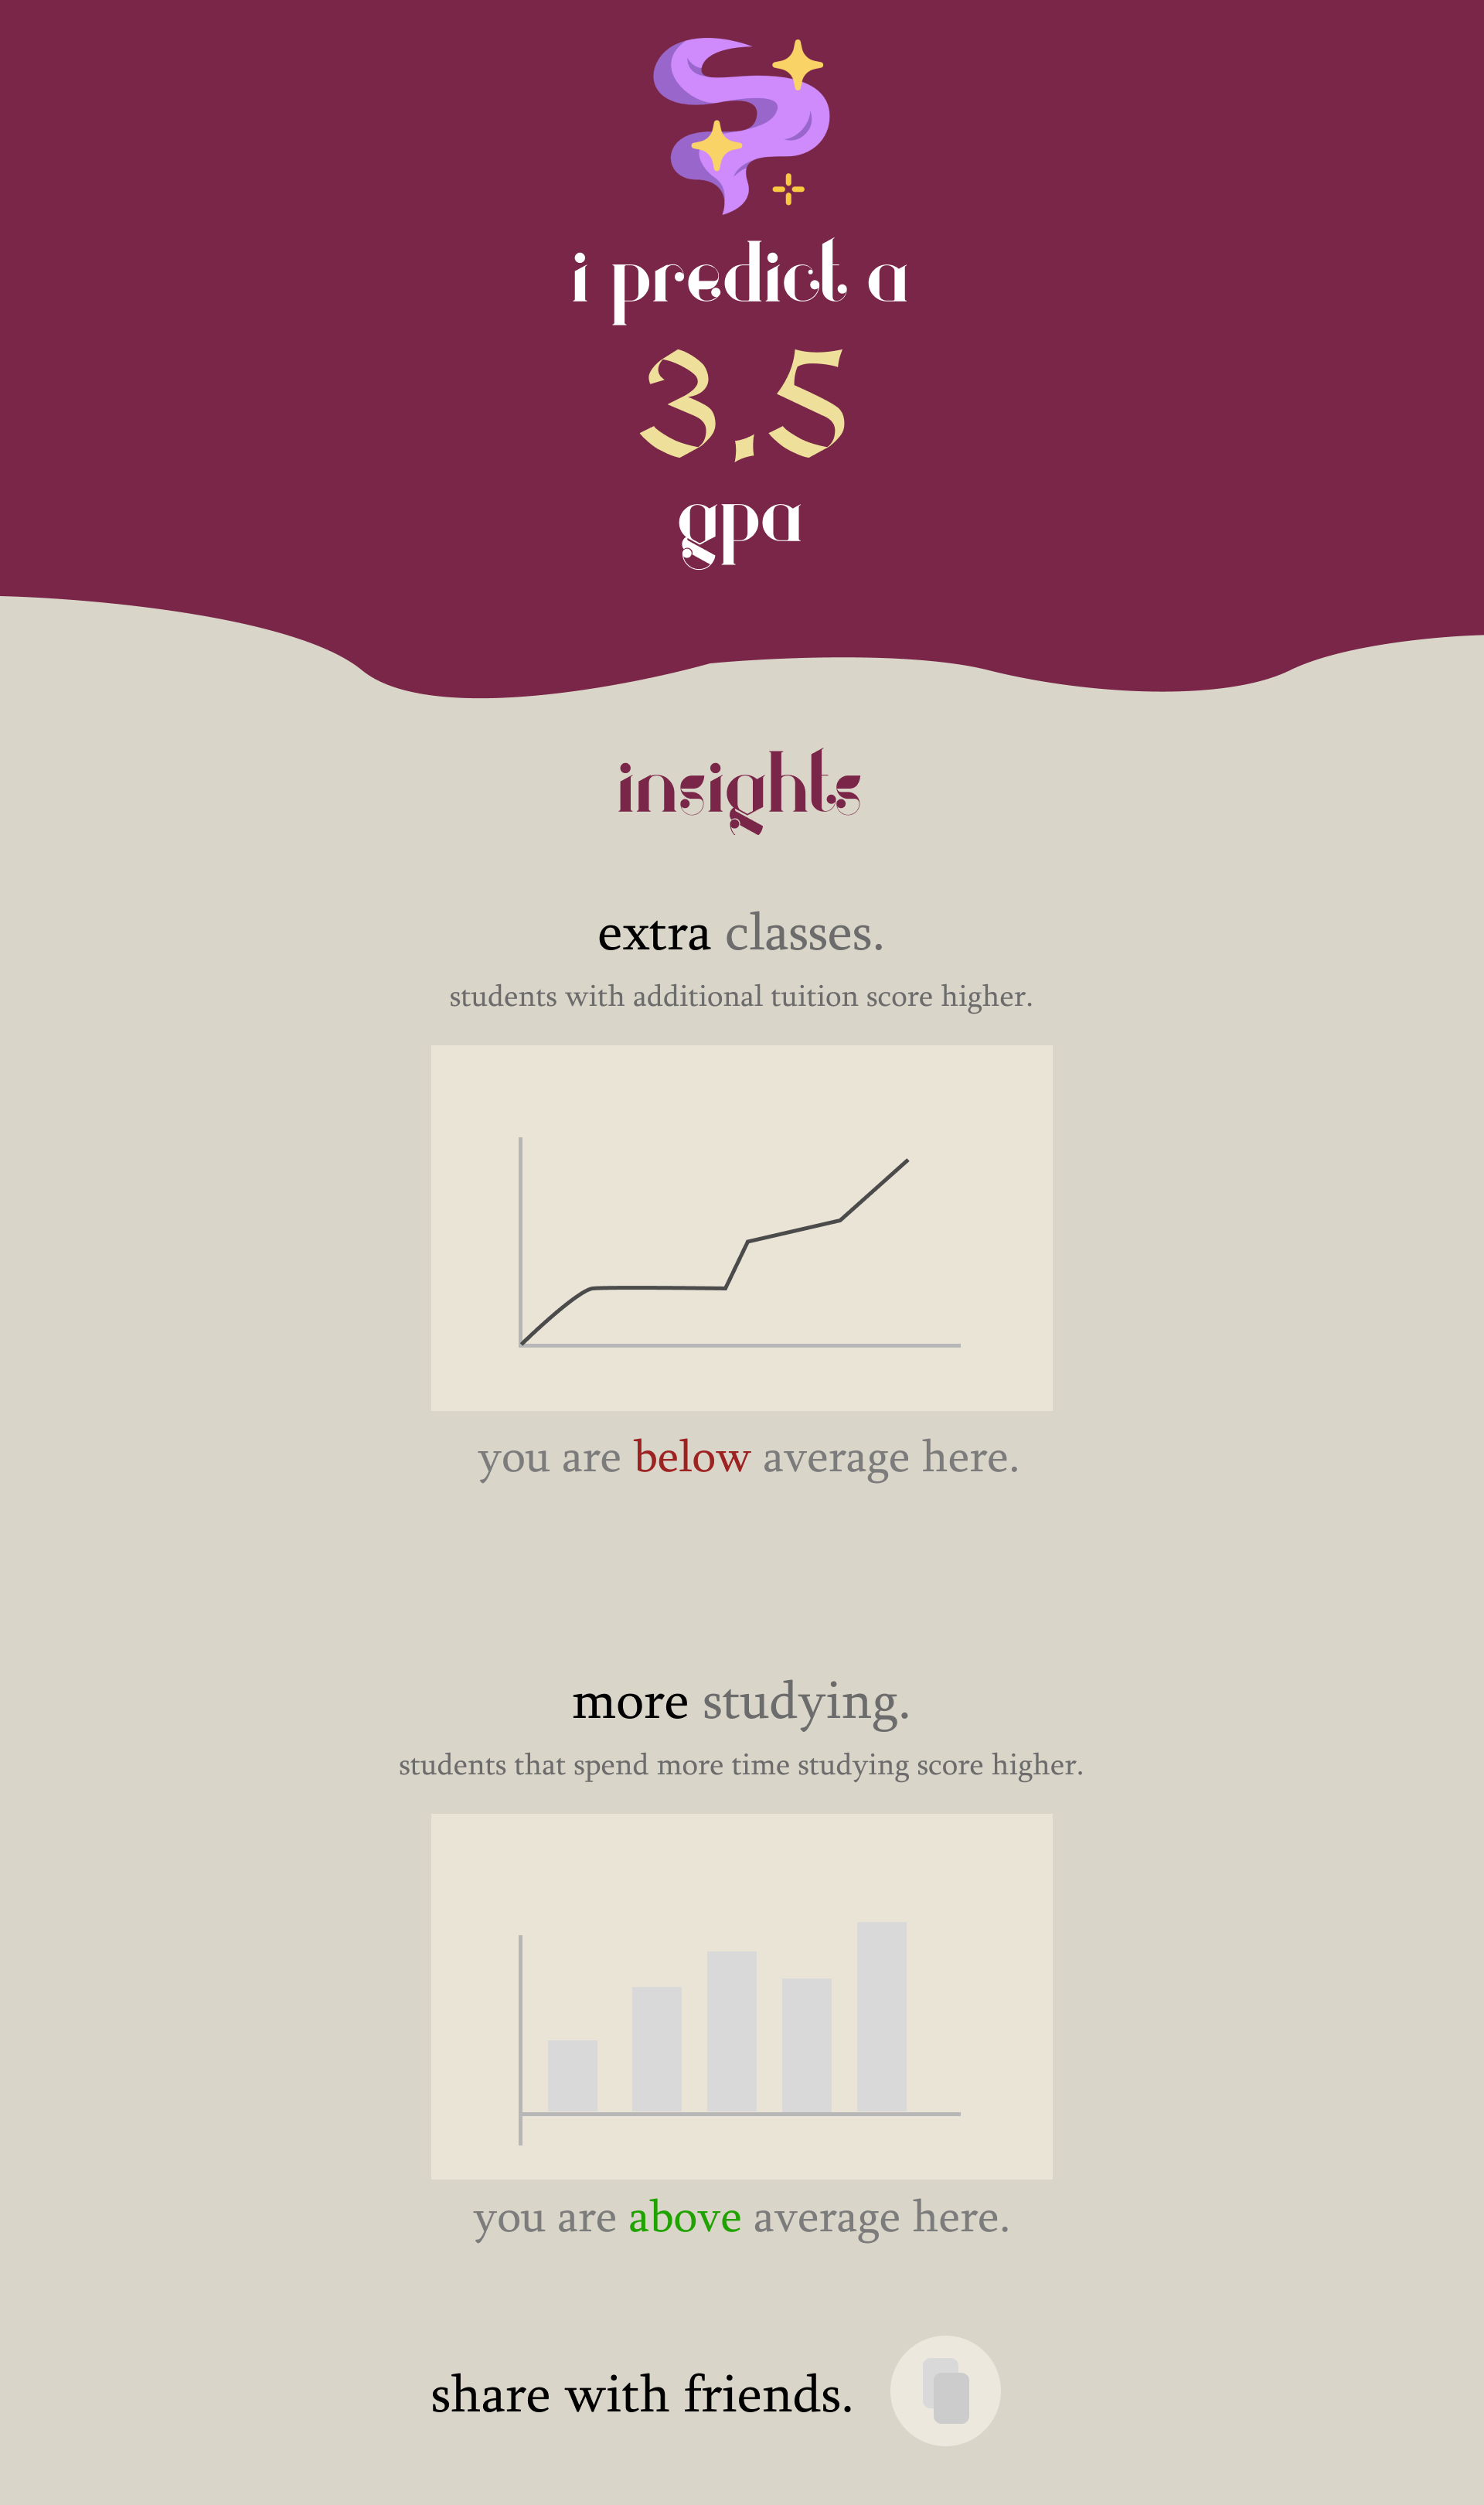 i predict a
3.5
gpa
insights
extra classes.
students with additional tuition score higher.
you are below average here.
more studying.
students that spend more time studying score higher.
you are above average here.
share with friends.